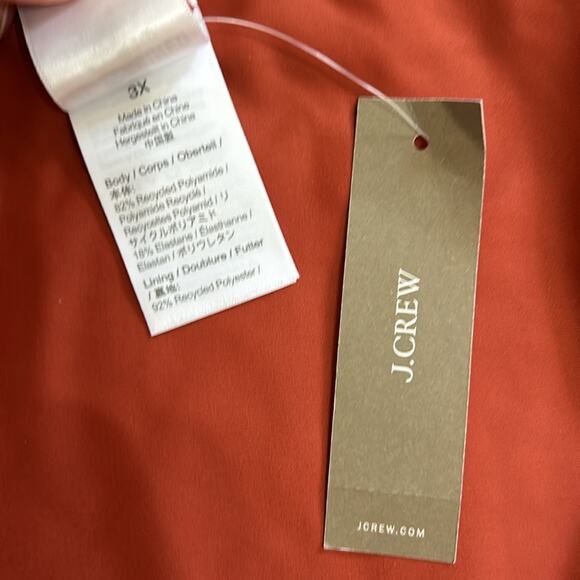 3X
Made in China
Fabriqué en Chine
Hergestellt in China
中国製
Body / Corps / Oberteil /
本体:
82% Recycled Polyamide /
Polyamide Recyclé /
Recyceltes Polyamid / リ
サイクルポリアミド
18% Elastane / Élasthanne /
Elastan / ポリウレタン
Lining / Doublure / Futter
/ 裏地:
92% Recycled Polyester /
J.CREW
JCREW.COM